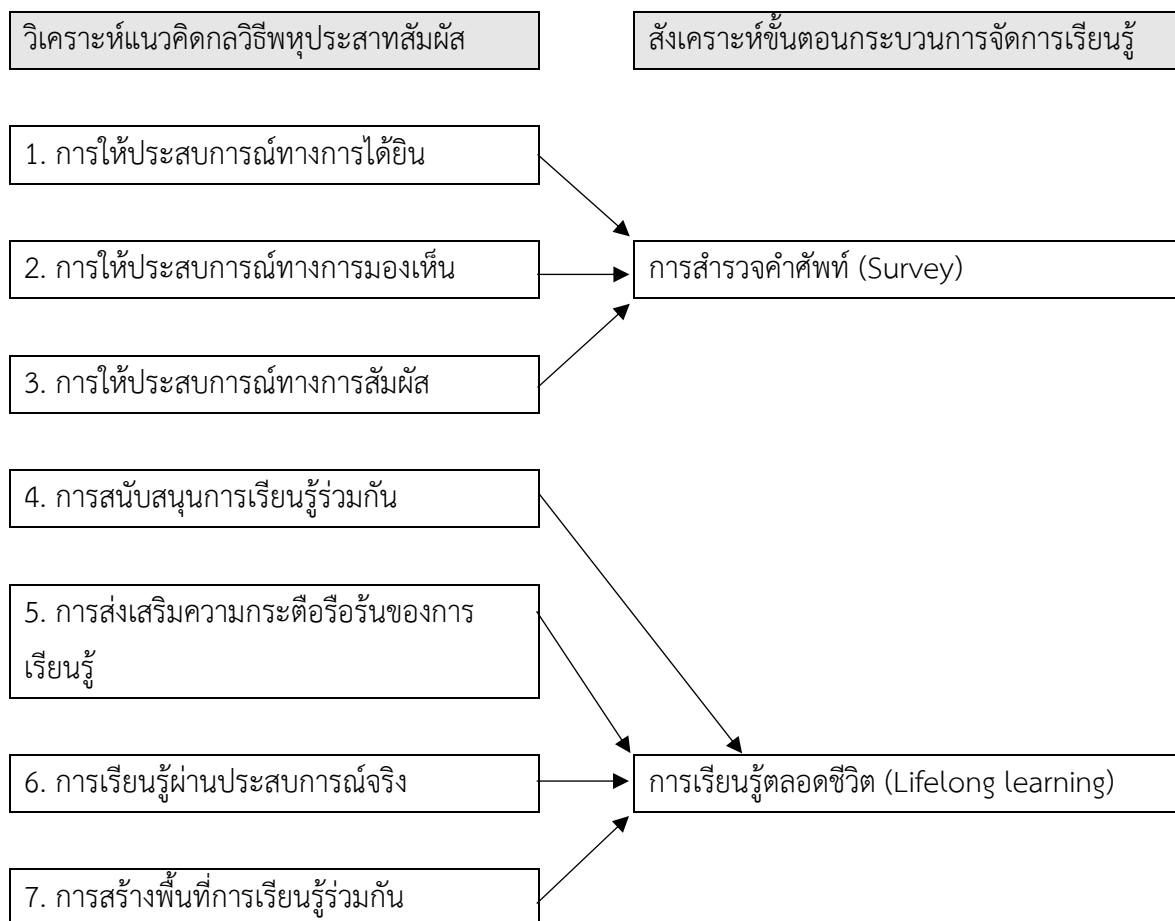 วิเคราะห์แนวคิดกลวิธีพหุประสาทสัมผัส
สังเคราะห์ขั้นตอนกระบวนการจัดการเรียนรู้
1. การให้ประสบการณ์ทางการได้ยิน
2. การให้ประสบการณ์ทางการมองเห็น
การสำรวจคำศัพท์ (Survey)
3. การให้ประสบการณ์ทางการสัมผัส
4. การสนับสนุนการเรียนรู้ร่วมกัน
5. การส่งเสริมความกระตือรือร้นของการ
เรียนรู้
6. การเรียนรู้ผ่านประสบการณ์จริง
การเรียนรู้ตลอดชีวิต (Lifelong learning)
7. การสร้างพื้นที่การเรียนรู้ร่วมกัน